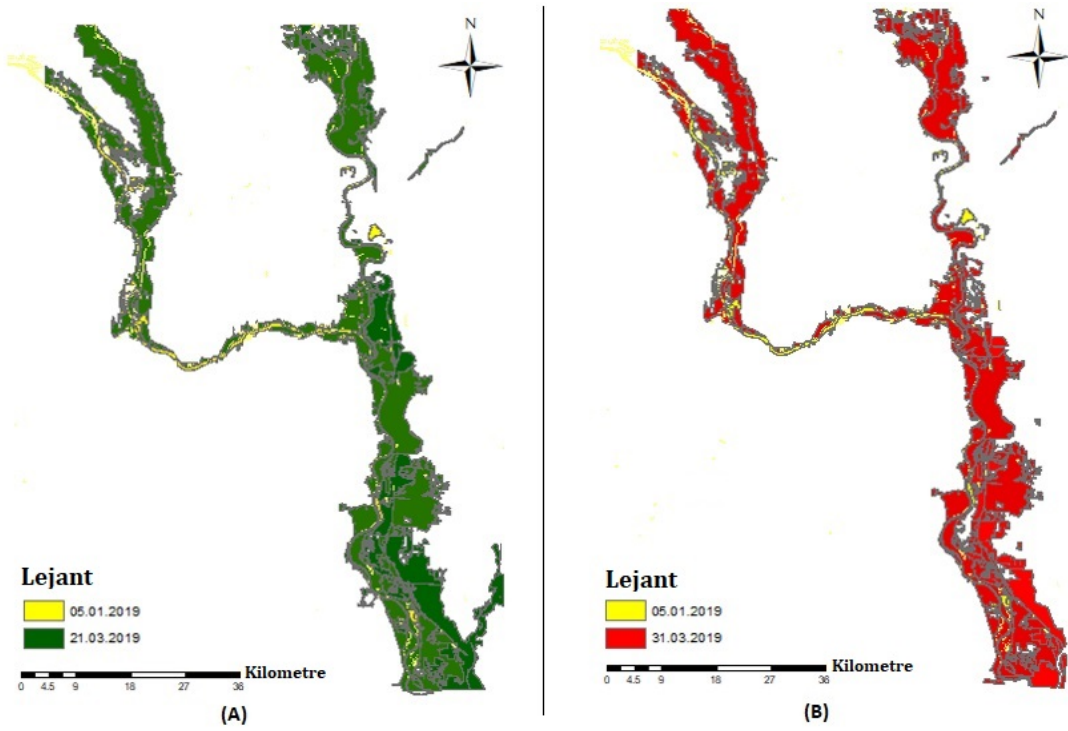 N
Lejant
05.01.2019
21.03.2019
Kilometre
0 4.5 9 18 27 36
(A)
N
Lejant
05.01.2019
31.03.2019
Kilometre
0 4.5 9 18 27 36
(B)